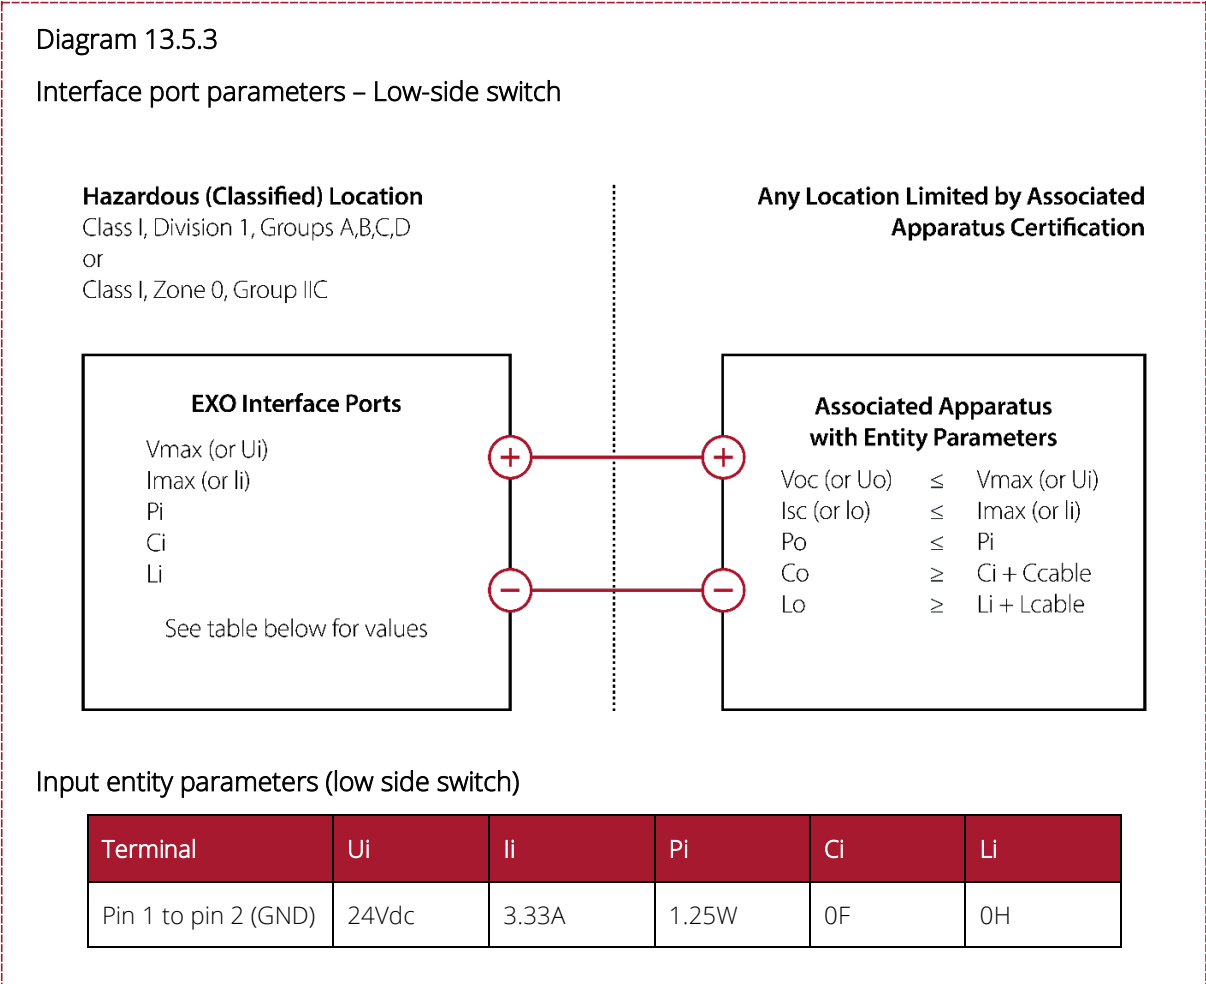 Diagram 13.5.3
Interface port parameters – Low-side switch
Hazardous (Classified) Location
Class I, Division 1, Groups A,B,C,D
or
Class I, Zone 0, Group IIC
Any Location Limited by Associated
Apparatus Certification
EXO Interface Ports
Vmax (or Ui)
Imax (or li)
Pi
Ci
Li
See table below for values
+
−
+
−
Associated Apparatus
with Entity Parameters
Voc (or Uo) ≤ Vmax (or Ui)
Isc (or lo) ≤ Imax (or li)
Po ≤ Pi
Co ≥ Ci + Ccable
Lo ≥ Li + Lcable
Input entity parameters (low side switch)
Terminal Ui Ii Pi Ci Li
Pin 1 to pin 2 (GND) 24Vdc 3.33A 1.25W 0F 0H